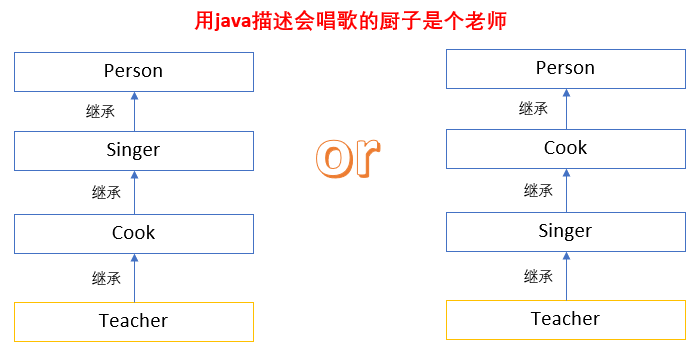 用java描述会唱歌的厨子是个老师
Person
继承
Singer
继承
Cook
继承
Teacher
or
Person
继承
Cook
继承
Singer
继承
Teacher